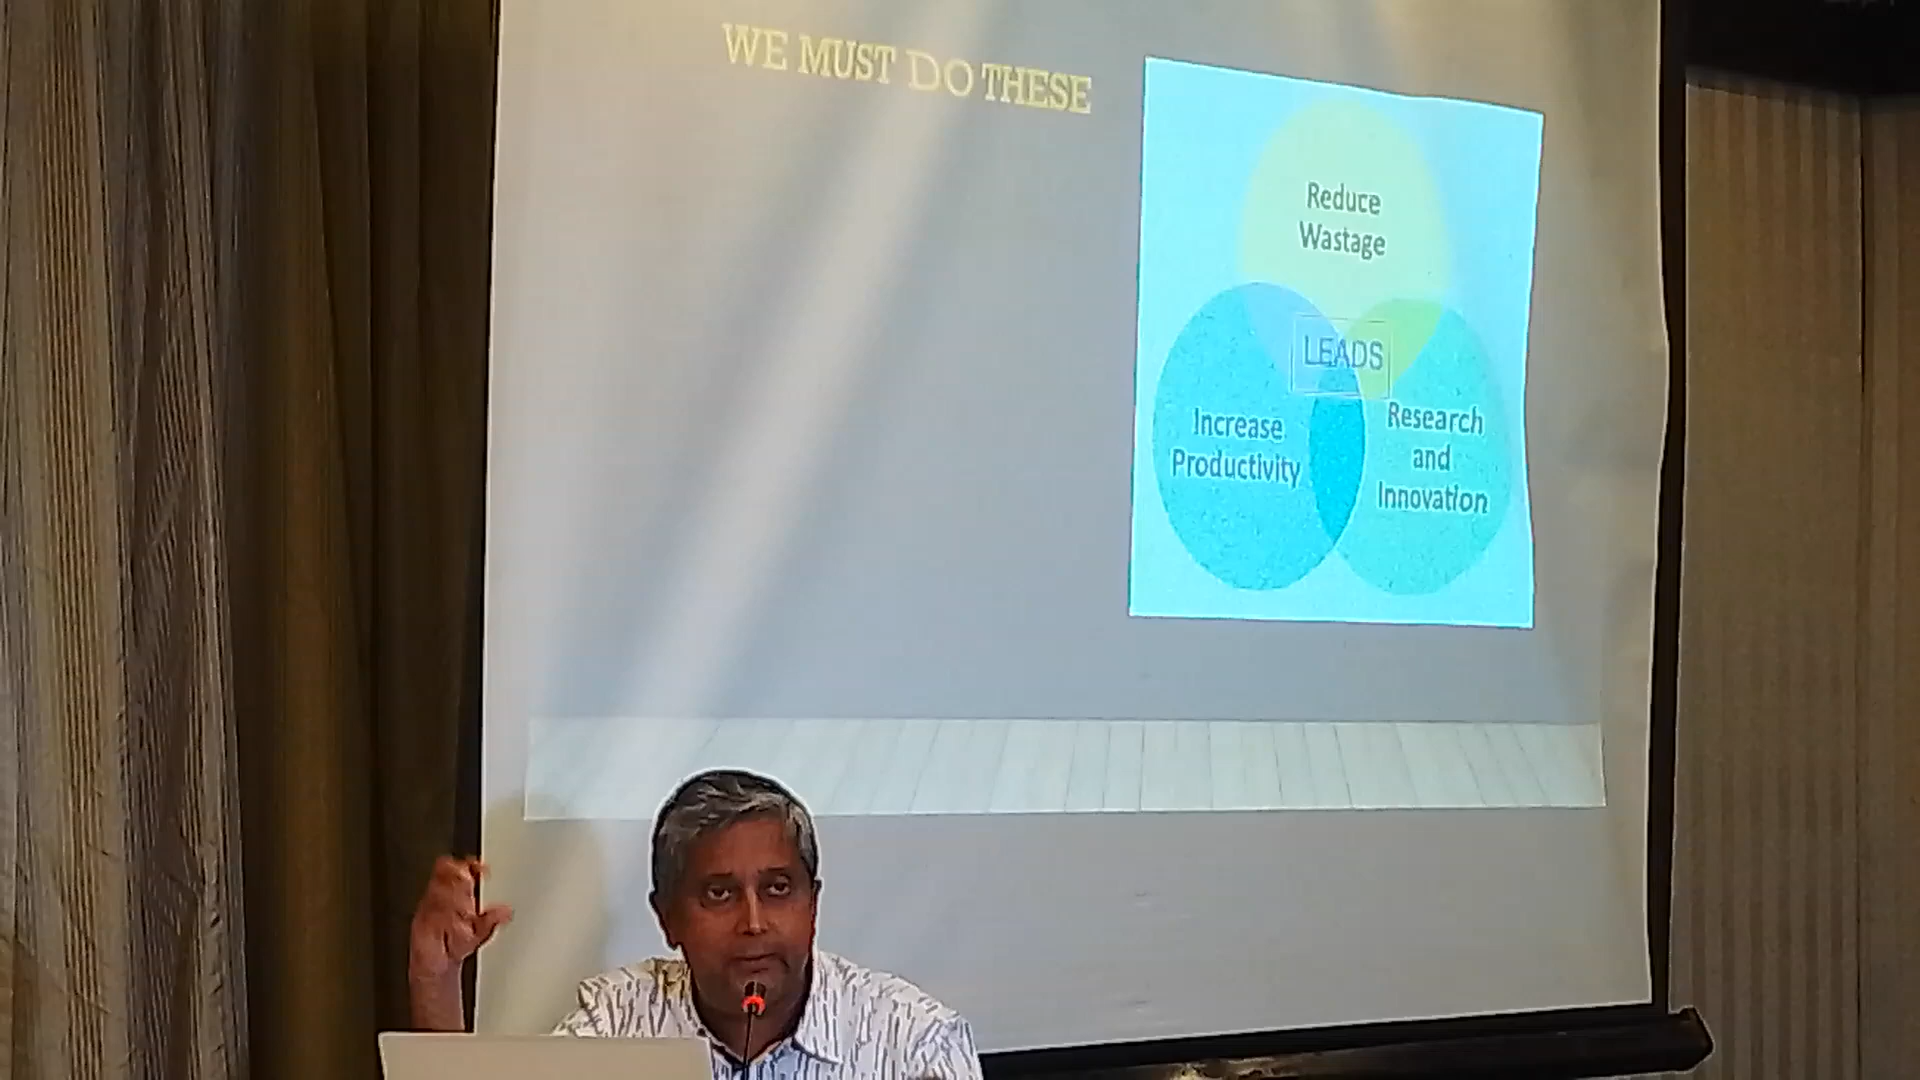 WE MUST DO THESE
Reduce
Wastage
LEADS
Increase
Productivity
Research
and
Innovation